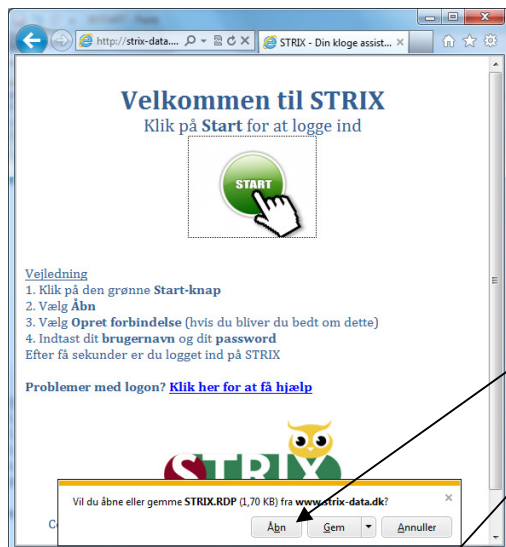 http://strix-data....
STRIX - Din kloge assist...
Velkommen til STRIX
Klik på Start for at logge ind
START
Vejledning
1. Klik på den grønne Start-knap
2. Vælg Åbn
3. Vælg Opret forbindelse (hvis du bliver du bedt om dette)
4. Indtast dit brugernavn og dit password
Efter få sekunder er du logget ind på STRIX
Problemer med logon? Klik her for at få hjælp
STRIX
Vil du åbne eller gemme STRIX.RDP (1,70 KB) fra www.strix-data.dk?
Åbn Gem Annuller